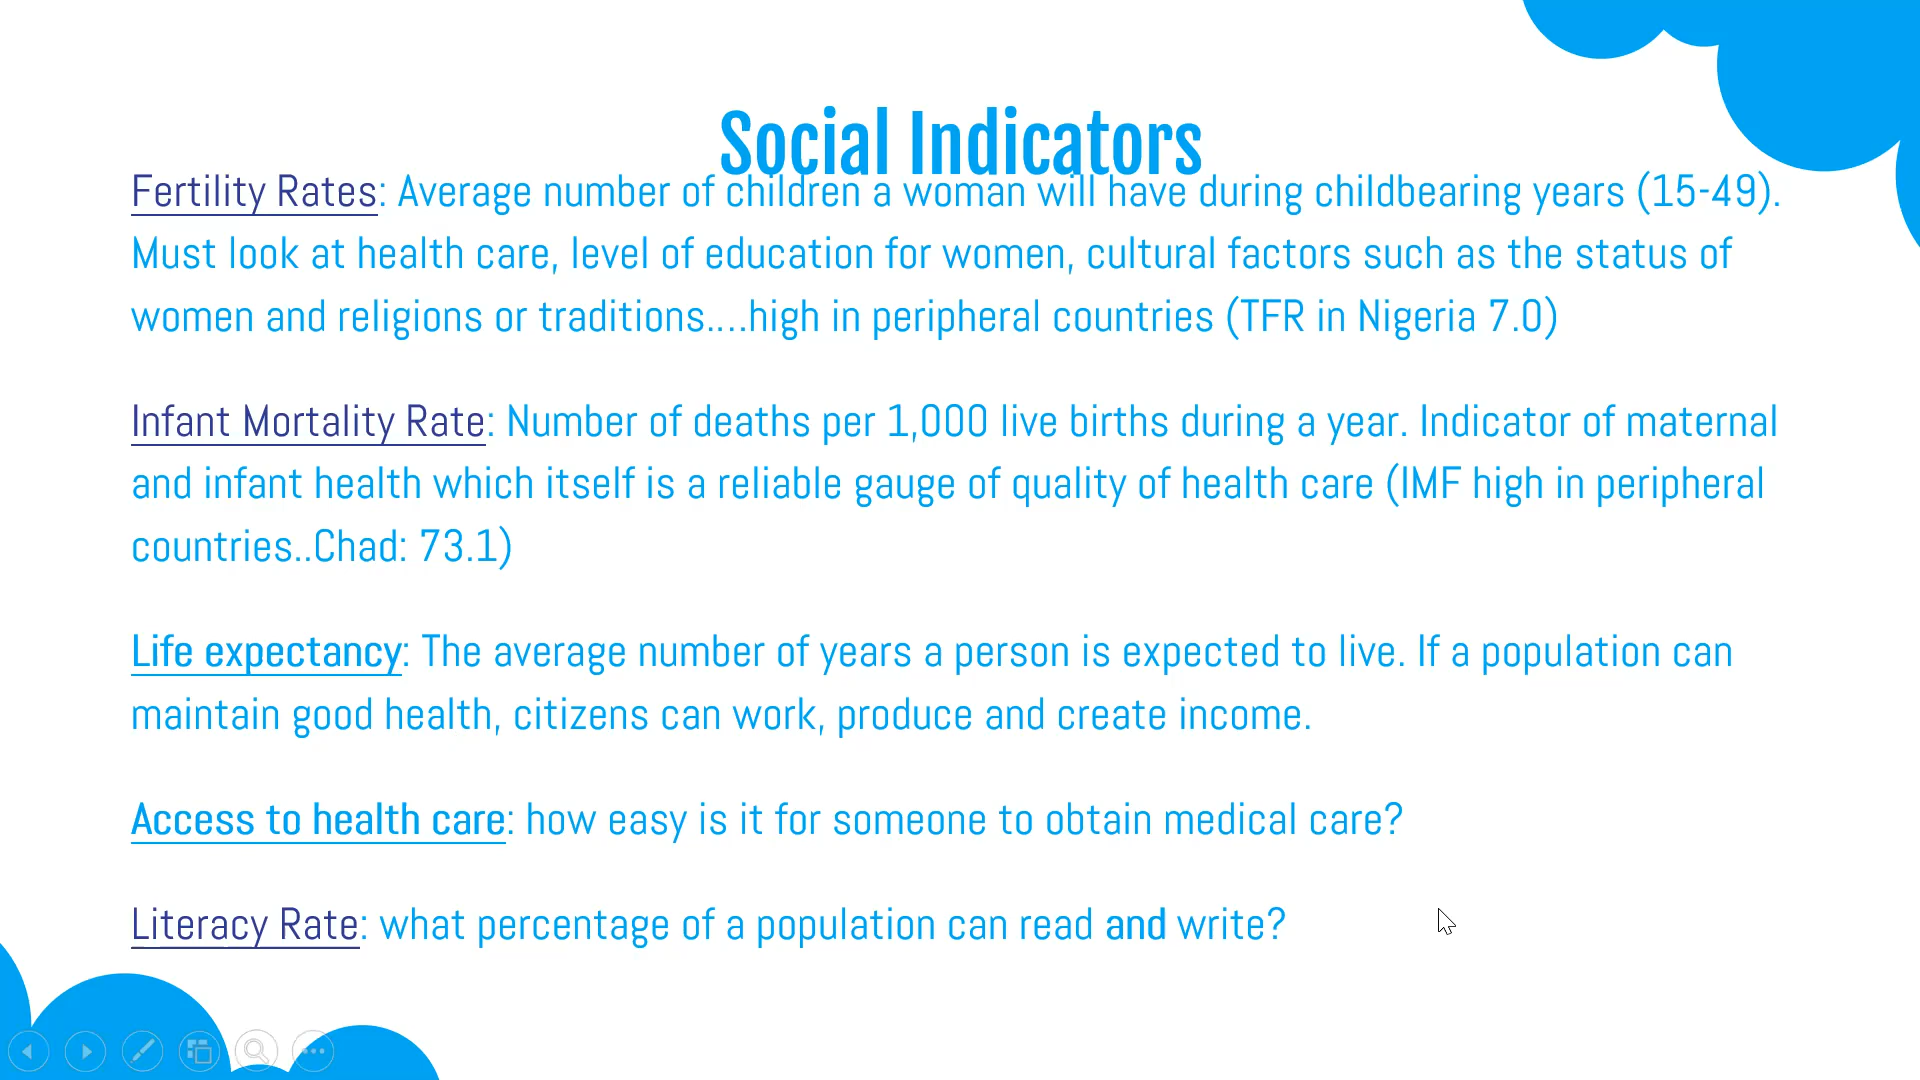 Social Indicators
Fertility Rates: Average number of children a woman will have during childbearing years (15-49).
Must look at health care, level of education for women, cultural factors such as the status of
women and religions or traditions....high in peripheral countries (TFR in Nigeria 7.0)
Infant Mortality Rate: Number of deaths per 1,000 live births during a year. Indicator of maternal
and infant health which itself is a reliable gauge of quality of health care (IMF high in peripheral
countries..Chad: 73.1)
Life expectancy: The average number of years a person is expected to live. If a population can
maintain good health, citizens can work, produce and create income.
Access to health care: how easy is it for someone to obtain medical care?
Literacy Rate: what percentage of a population can read and write?